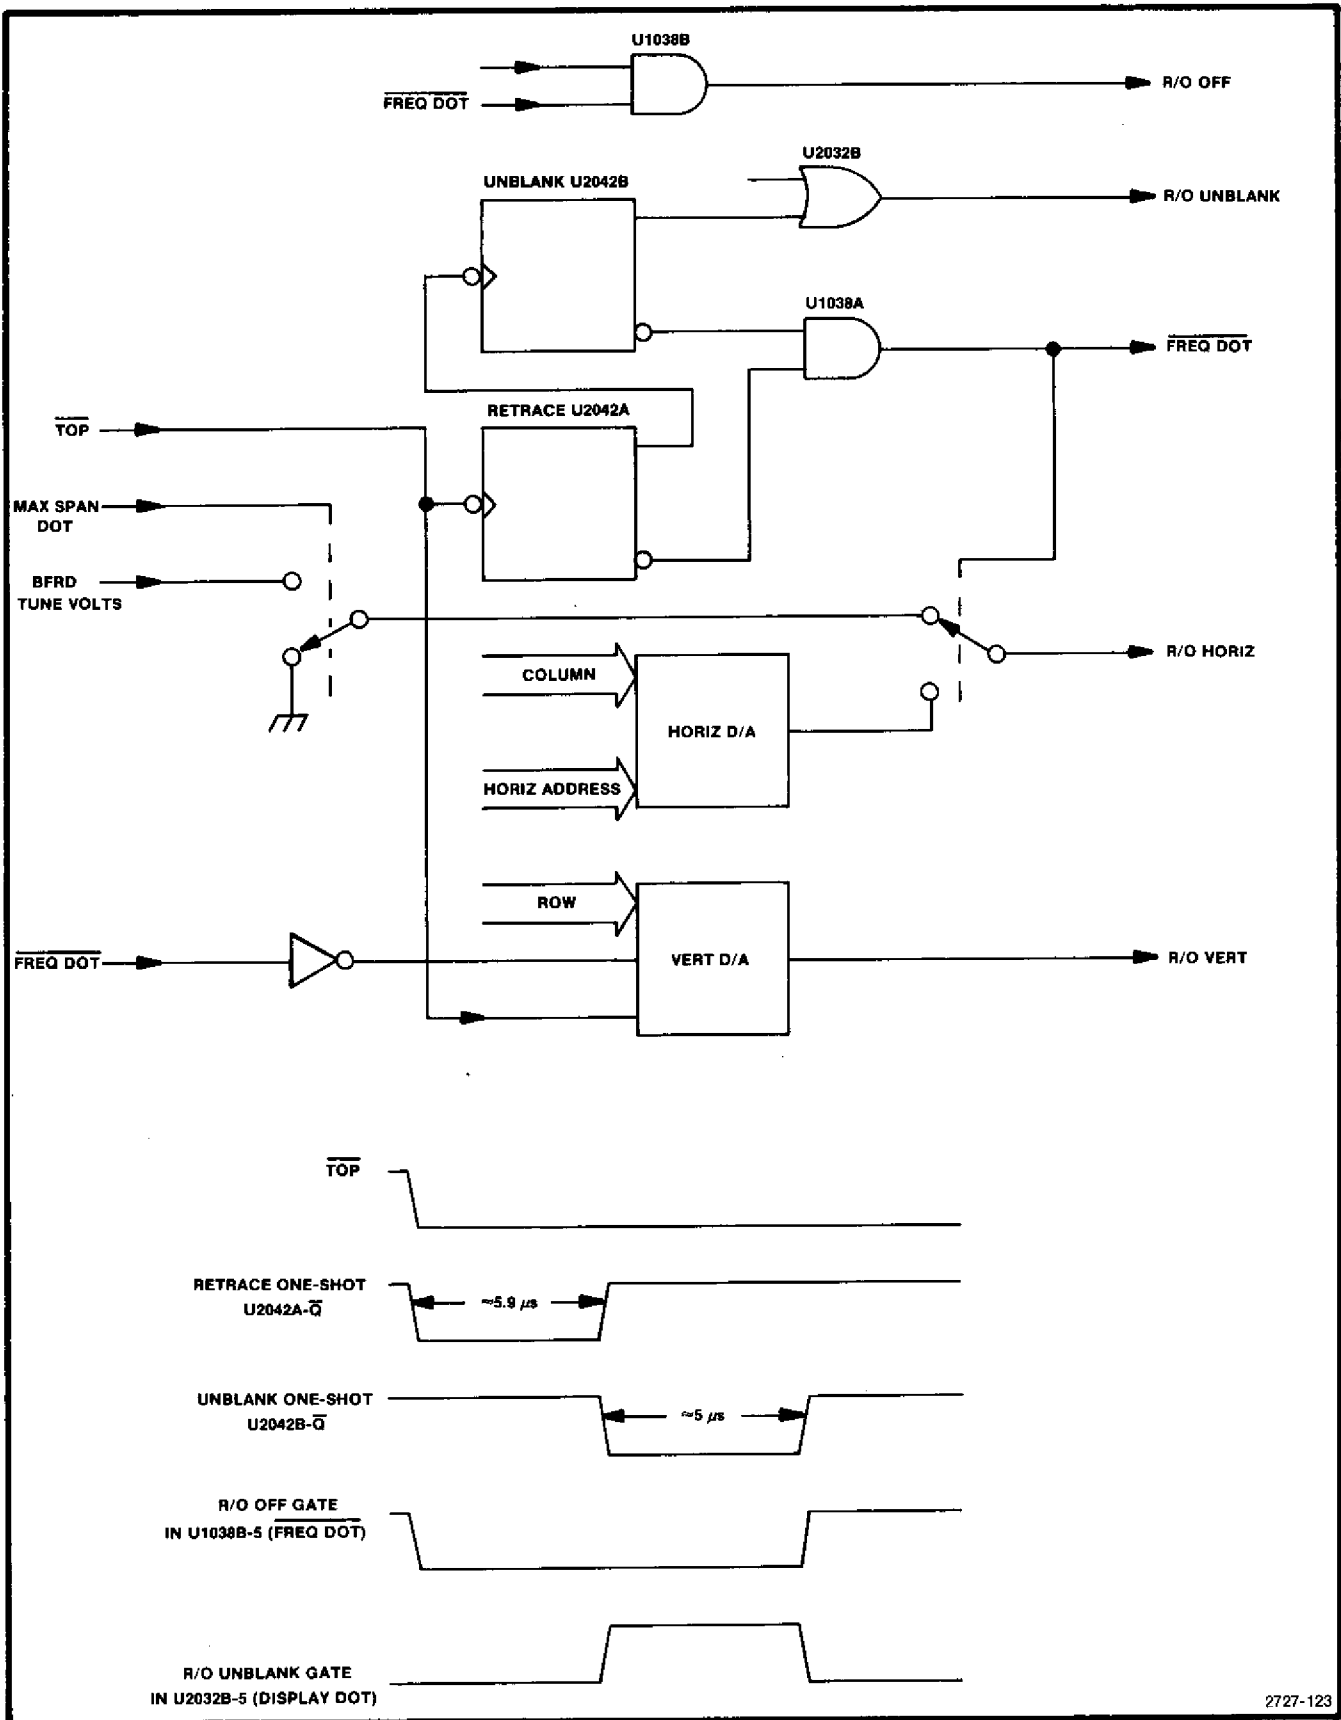 U1038B
R/O OFF
FREQ DOT
U2032B
UNBLANK U2042B
R/O UNBLANK
U1038A
FREQ DOT
RETRACE U2042A
TOP
MAX SPAN
DOT
BFRD
TUNE VOLTS
R/O HORIZ
COLUMN
HORIZ D/A
HORIZ ADDRESS
ROW
FREQ DOT
VERT D/A
R/O VERT
TOP
RETRACE ONE-SHOT
U2042A-Q̅
≈5.9 µs
UNBLANK ONE-SHOT
U2042B-Q̅
≈5 µs
R/O OFF GATE
IN U1038B-5 (FREQ DOT)
R/O UNBLANK GATE
IN U2032B-5 (DISPLAY DOT)
2727-123